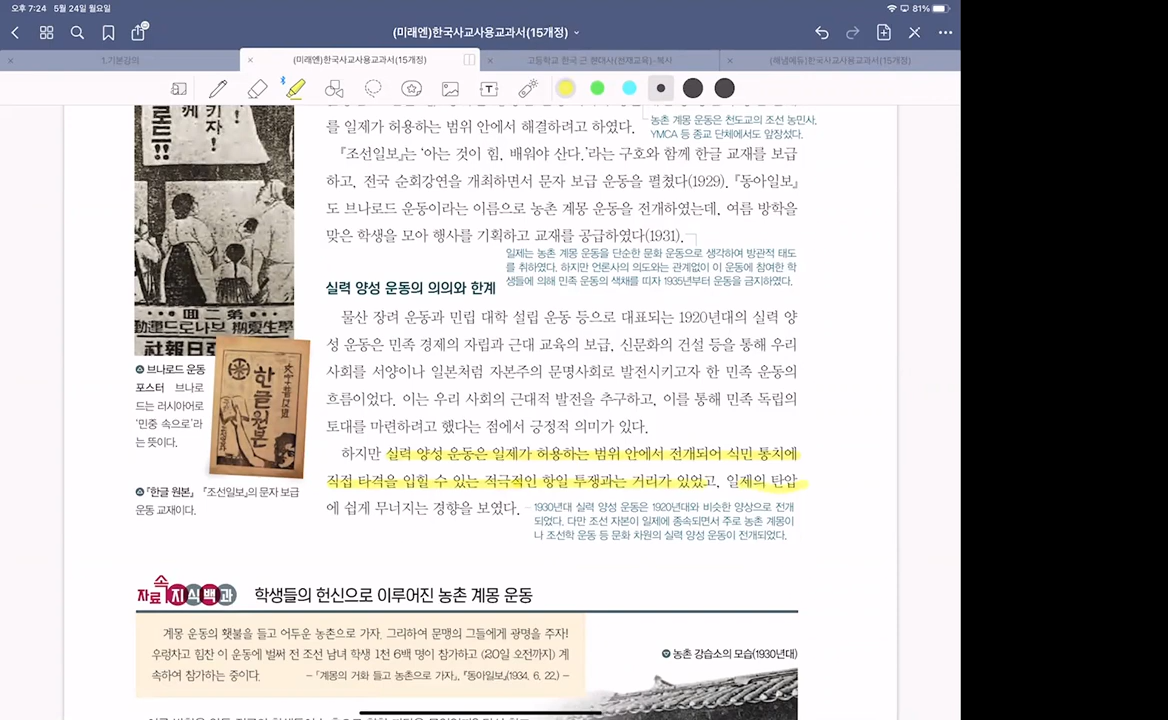 오후 7:24 5월 24일 월요일
81%
(미래엔)한국사교사용교과서(15개정)
1.기본강의
(미래엔)한국사교사용교과서(15개정)
고등학교 한국 근 현대사(천재교육)-복사
(해냄에듀)한국사교사용교과서(15개정)
를 일제가 허용하는 범위 안에서 해결하려고 하였다.
농촌 계몽 운동은 천도교의 조선 농민사,
YMCA 등 종교 단체에서도 앞장섰다.
『조선일보』는 '아는 것이 힘, 배워야 산다.'라는 구호와 함께 한글 교재를 보급
하고, 전국 순회강연을 개최하면서 문자 보급 운동을 펼쳤다(1929). 『동아일보』
도 브나로드 운동이라는 이름으로 농촌 계몽 운동을 전개하였는데, 여름 방학을
맞은 학생을 모아 행사를 기획하고 교재를 공급하였다(1931).
일제는 농촌 계몽 운동을 단순한 문화 운동으로 생각하여 방관적 태도
를 취하였다. 하지만 언론사의 의도와는 관계없이 이 운동에 참여한 학
생들에 의해 민족 운동의 색채를 띠자 1935년부터 운동을 금지하였다.
실력 양성 운동의 의의와 한계
물산 장려 운동과 민립 대학 설립 운동 등으로 대표되는 1920년대의 실력 양
성 운동은 민족 경제의 자립과 근대 교육의 보급, 신문화의 건설 등을 통해 우리
사회를 서양이나 일본처럼 자본주의 문명사회로 발전시키고자 한 민족 운동의
흐름이었다. 이는 우리 사회의 근대적 발전을 추구하고, 이를 통해 민족 독립의
토대를 마련하려고 했다는 점에서 긍정적 의미가 있다.
하지만 실력 양성 운동은 일제가 허용하는 범위 안에서 전개되어 식민 통치에
직접 타격을 입힐 수 있는 적극적인 항일 투쟁과는 거리가 있었고, 일제의 탄압
에 쉽게 무너지는 경향을 보였다.
1930년대 실력 양성 운동은 1920년대와 비슷한 양상으로 전개
되었다. 다만 조선 자본이 일제에 종속되면서 주로 농촌 계몽이
나 조선학 운동 등 문화 차원의 실력 양성 운동이 전개되었다.
께 키자!
로드!!
面二第
動運드로나브期夏生學
社報日亞
브나로드 운동
포스터 브나로
드는 러시아어로
'민중 속으로'라
는 뜻이다.
한글원본
『한글 원본』 『조선일보』의 문자 보급
운동 교재이다.
자료 속 지식백과 학생들의 헌신으로 이루어진 농촌 계몽 운동
계몽 운동의 횃불을 들고 어두운 농촌으로 가자. 그리하여 문맹의 그들에게 광명을 주자!
우렁차고 힘찬 이 운동에 벌써 전 조선 남녀 학생 1천 6백 명이 참가하고 (20일 오전까지) 계
속하여 참가하는 중이다. - 「계몽의 거화 들고 농촌으로 가자」, 『동아일보』(1934. 6. 22.) -
농촌 강습소의 모습(1930년대)